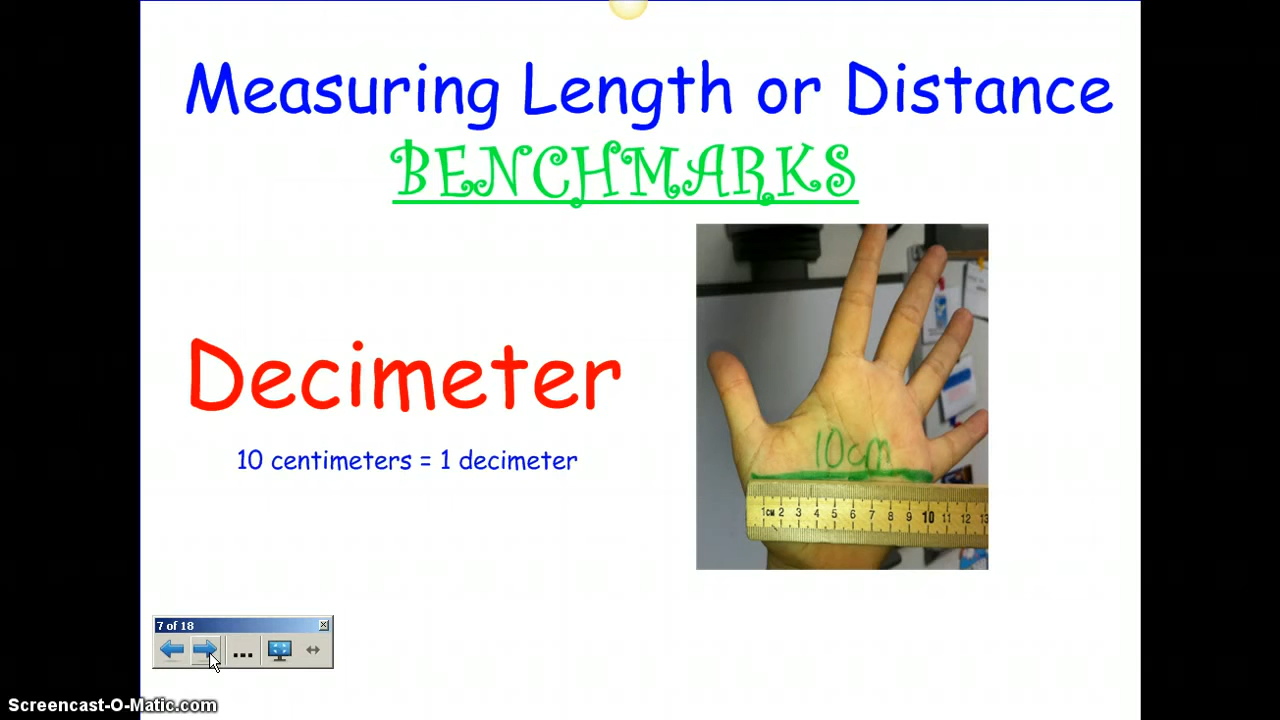 Measuring Length or Distance
BENCHMARKS
Decimeter
10 centimeters = 1 decimeter
10cm
1CM 2 3 4 5 6 7 8 9 10 11 12 13
7 of 18
...
Screencast-O-Matic.com